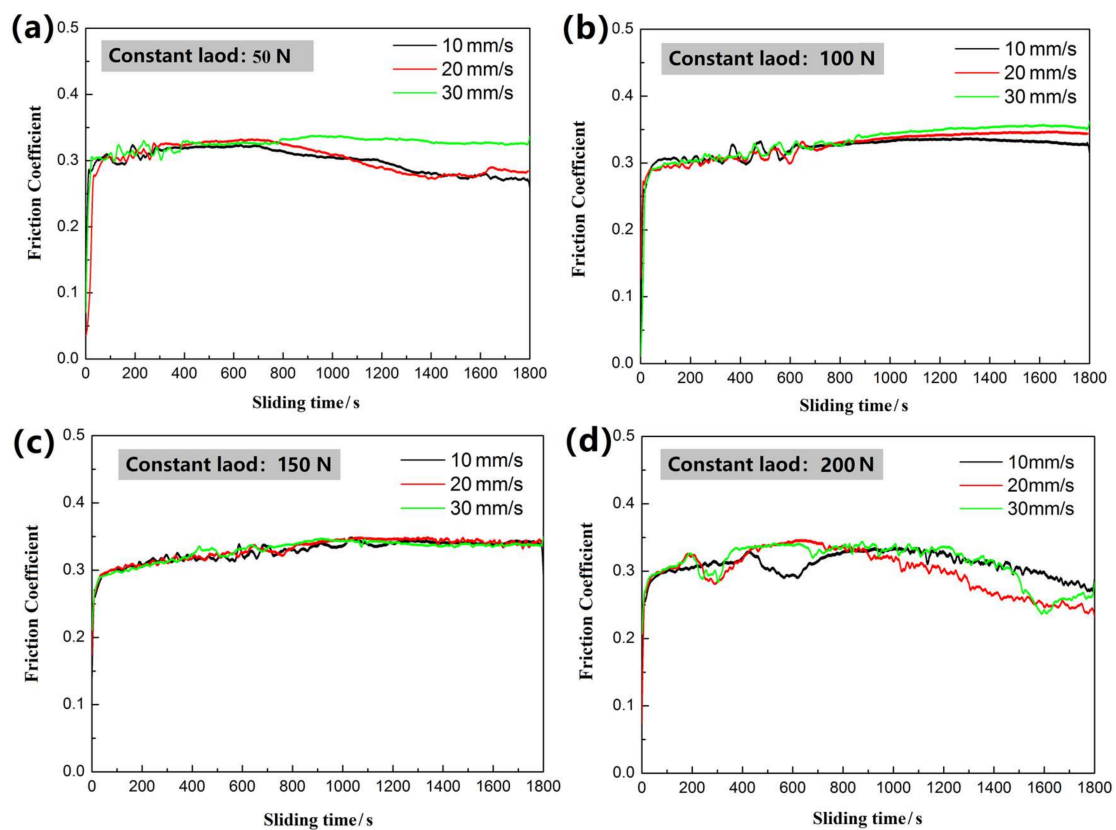 (a)
Constant laod: 50 N
10 mm/s
20 mm/s
30 mm/s
Friction Coefficient
0.5
0.4
0.3
0.2
0.1
0.0
0 200 400 600 800 1000 1200 1400 1600 1800
Sliding time/s
(b)
Constant laod: 100 N
10 mm/s
20 mm/s
30 mm/s
Friction Coefficient
0.5
0.4
0.3
0.2
0.1
0.0
0 200 400 600 800 1000 1200 1400 1600 1800
Sliding time/s
(c)
Constant laod: 150 N
10 mm/s
20 mm/s
30 mm/s
Friction Coefficient
0.5
0.4
0.3
0.2
0.1
0.0
0 200 400 600 800 1000 1200 1400 1600 1800
Sliding time/s
(d)
Constant laod: 200 N
10mm/s
20mm/s
30mm/s
Friction Coefficient
0.5
0.4
0.3
0.2
0.1
0.0
0 200 400 600 800 1000 1200 1400 1600 1800
Sliding time/s